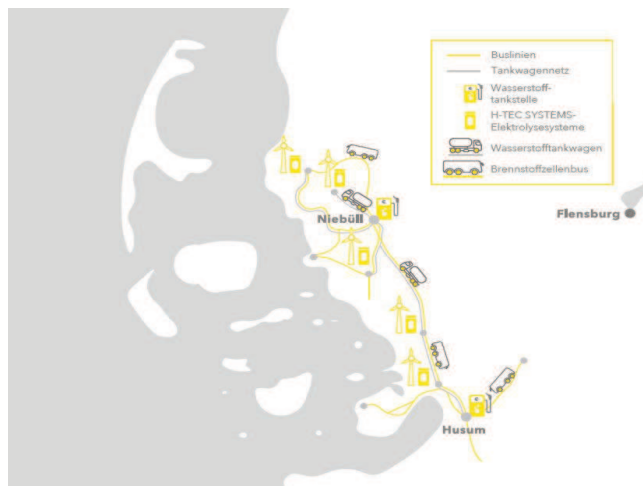 Buslinien
Tankwagennetz
Wasserstoff-
tankstelle
H-TEC SYSTEMS-
Elektrolysesysteme
Wasserstofftankwagen
Brennstoffzellenbus
Flensburg
Niebüll
Husum